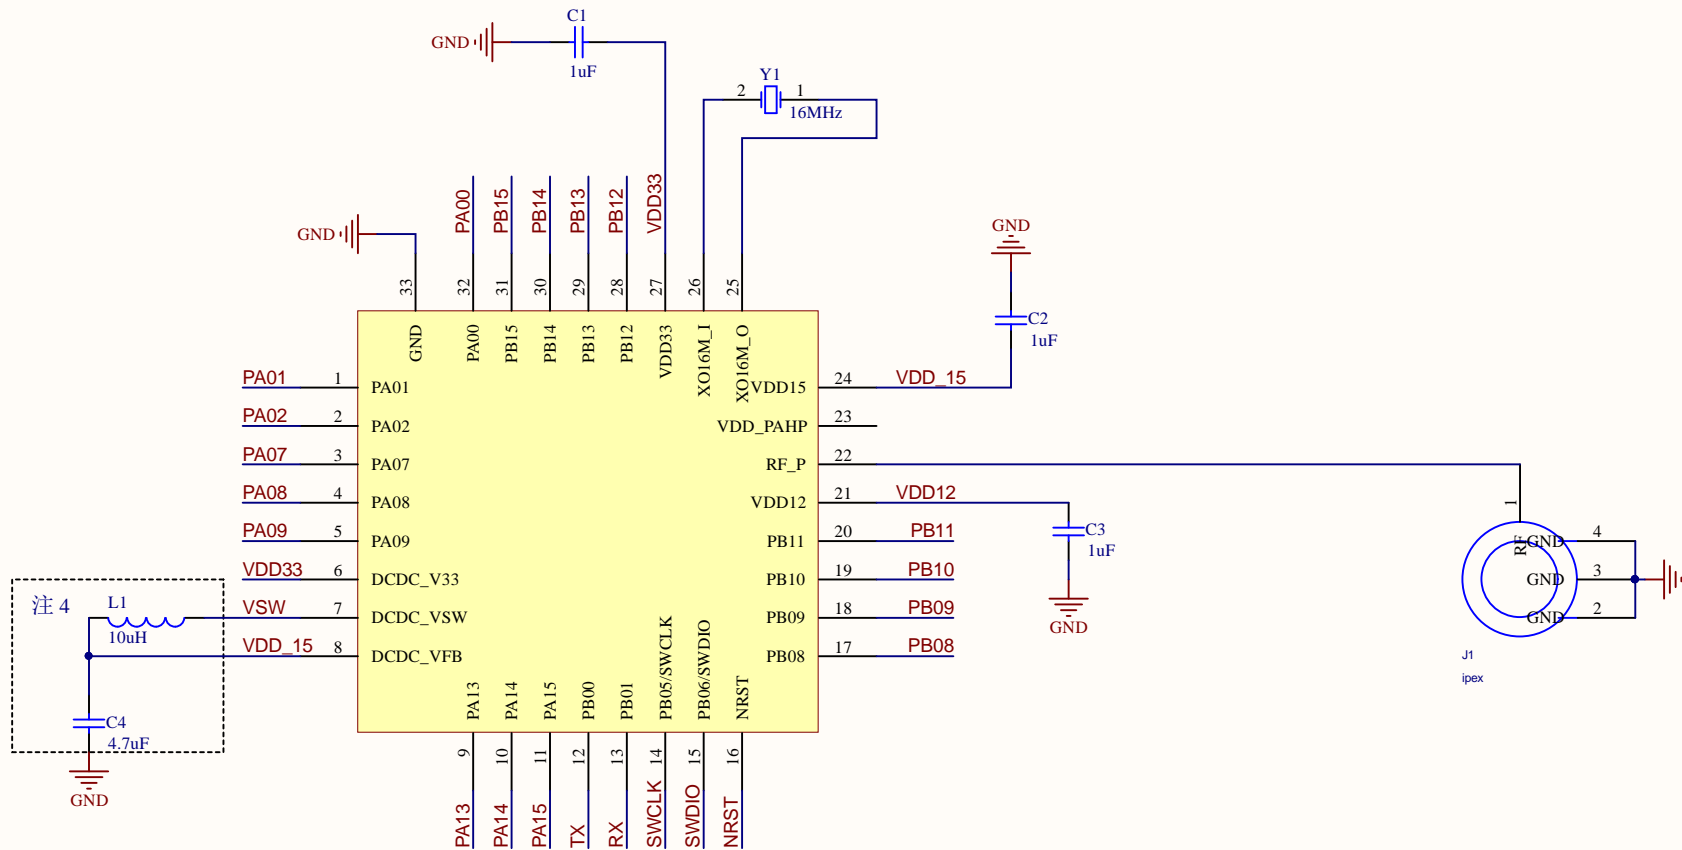 C1
GND
1uF
Y1
2
1
16MHz
PA00
PB15
PB14
PB13
PB12
VDD33
GND
GND
33
32
31
30
29
28
27
26
25
C2
1uF
GND
PA00
PB15
PB14
PB13
PB12
VDD33
XO16M_I
XO16M_O
PA01
1
PA01
VDD15
24
VDD_15
PA02
2
PA02
VDD_PAHP
23
PA07
3
PA07
RF_P
22
PA08
4
PA08
VDD12
21
VDD12
1
PA09
5
PA09
PB11
20
PB11
C3
1uF
RF
GND
4
VDD33
6
DCDC_V33
PB10
19
PB10
GND
3
注 4
L1
10uH
VSW
7
DCDC_VSW
PB09
18
PB09
GND
2
GND
VDD_15
8
DCDC_VFB
PB08
17
PB08
J1
ipex
PA13
PA14
PA15
PB00
PB01
PB05/SWCLK
PB06/SWDIO
NRST
C4
4.7uF
GND
9
10
11
12
13
14
15
16
PA13
PA14
PA15
TX
RX
SWCLK
SWDIO
NRST